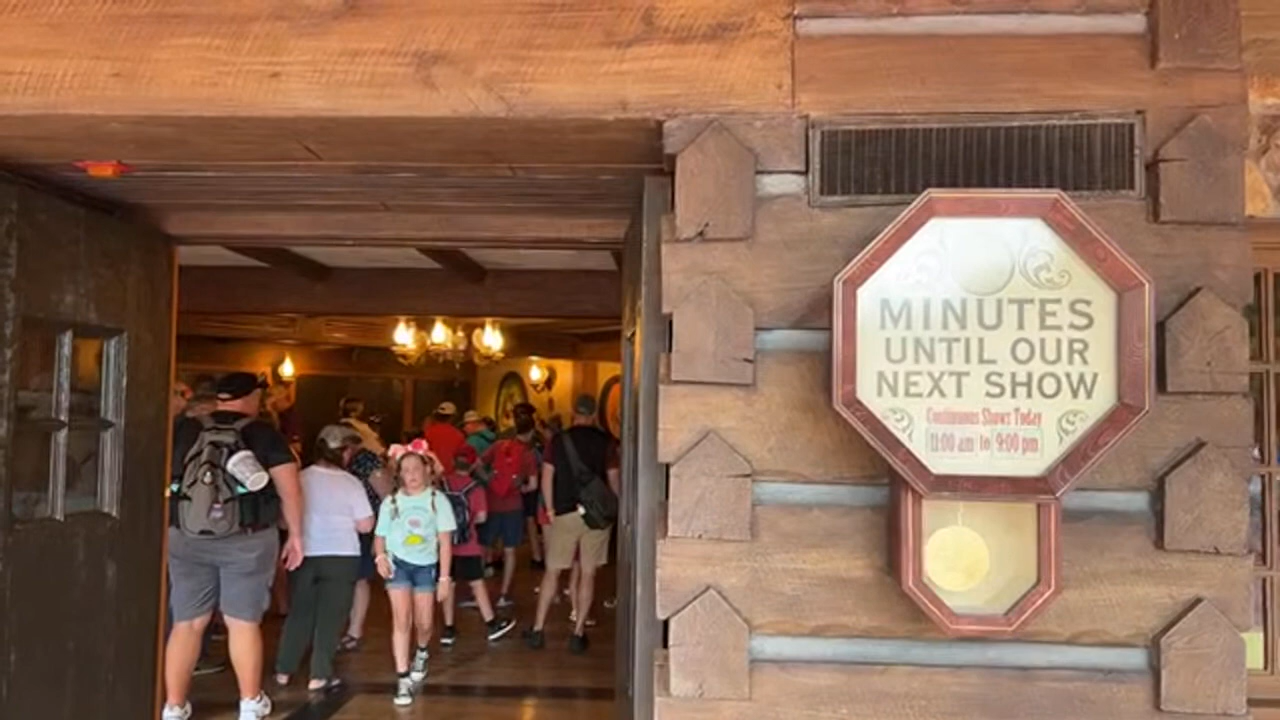 MINUTES
UNTIL OUR
NEXT SHOW
Continuous Shows Today
11:00 am to 9:00 pm